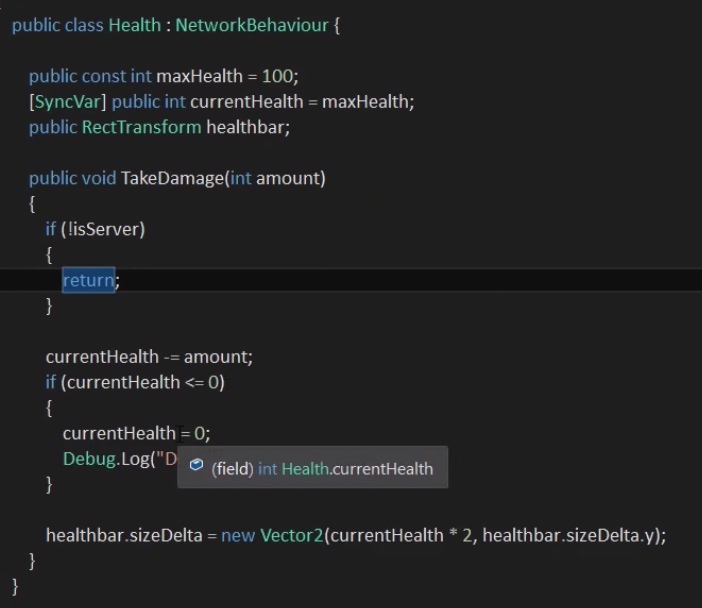 public class Health : NetworkBehaviour {
public const int maxHealth = 100;
[SyncVar] public int currentHealth = maxHealth;
public RectTransform healthbar;
public void TakeDamage(int amount)
{
if (!isServer)
{
return;
}
currentHealth -= amount;
if (currentHealth <= 0)
{
currentHealth = 0;
Debug.Log("D
(field) int Health.currentHealth
}
healthbar.sizeDelta = new Vector2(currentHealth * 2, healthbar.sizeDelta.y);
}
}